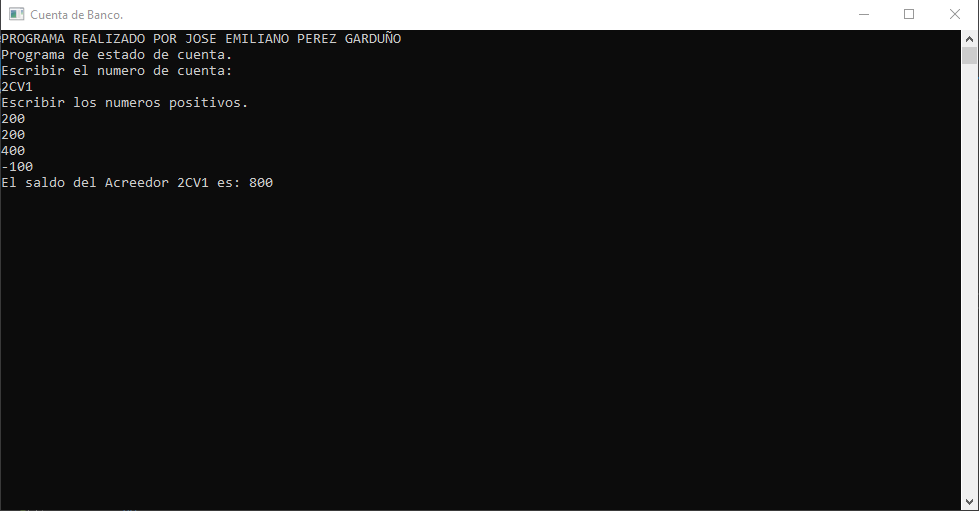 Cuenta de Banco.
PROGRAMA REALIZADO POR JOSE EMILIANO PEREZ GARDUÑO
Programa de estado de cuenta.
Escribir el numero de cuenta:
2CV1
Escribir los numeros positivos.
200
200
400
-100
El saldo del Acreedor 2CV1 es: 800